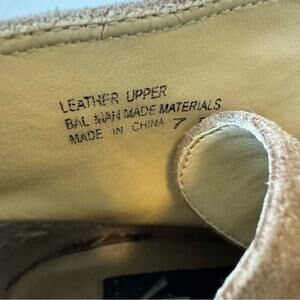 LEATHER UPPER
BAL MAN MADE MATERIALS
MADE IN CHINA 7